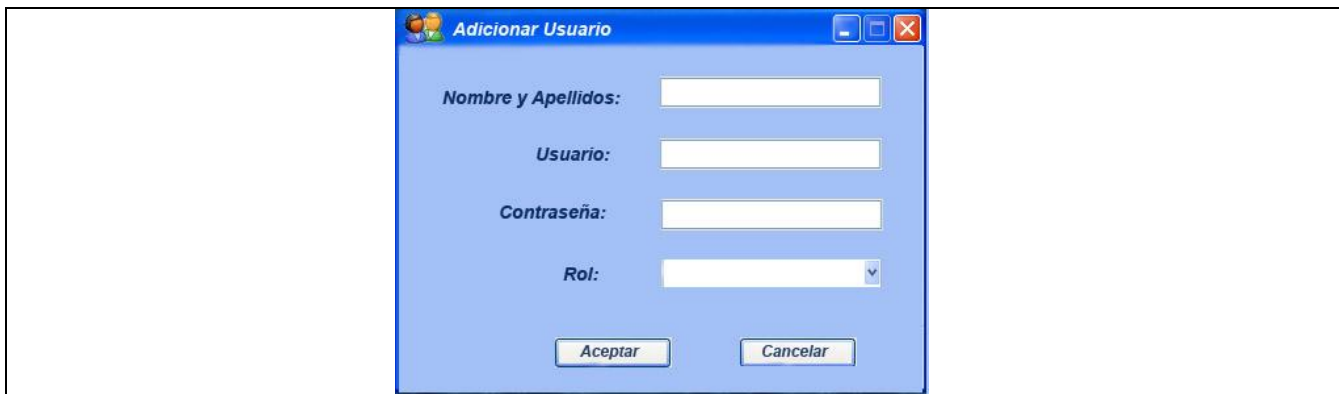 Adicionar Usuario
Nombre y Apellidos:
Usuario:
Contraseña:
Rol:
Aceptar Cancelar